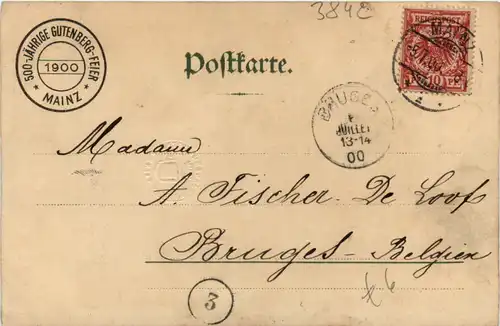 3842
500-JÄHRIGE GUTENBERG-FEIER
1900
* MAINZ *
Postkarte.
REICHSPOST
MAINZ
10
BRUGES
JUILLET
13-14
00
Madame
A. Fischer- De Loof
Bruges- Belgien
3